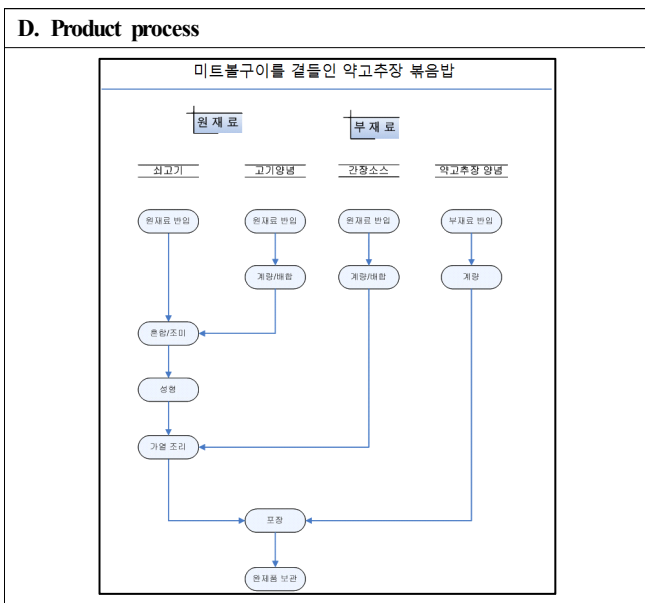 D. Product process
미트볼구이를 곁들인 약고추장 볶음밥
원재료 부재료
쇠고기 고기양념 간장소스 약고추장 양념
원재료 반입 원재료 반입 원재료 반입 부재료 반입
계량/배합 계량/배합 계량
혼합/조미
성형
가열 조리
포장
완제품 보관